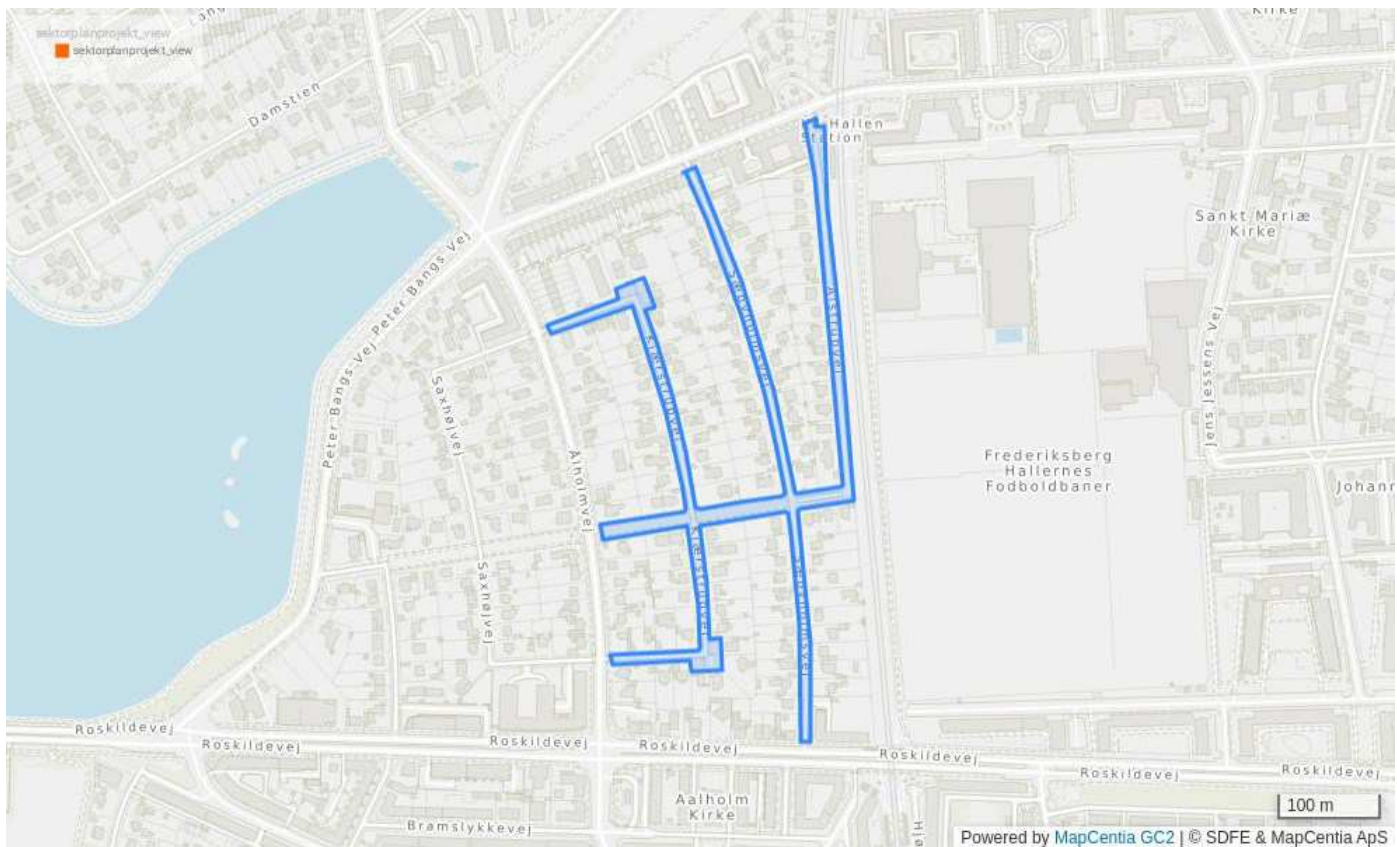 Kirke
sektorplanprojekt_view
sektorplanprojekt_view
Damstien
Hallen
Station
Sankt Mariæ
Kirke
Peter Bangs Vej
Peter Bangs Vej
Saxhøjvej
Ålholmvej
Jens Jessens Vej
Frederiksberg
Hallernes
Fodboldbaner
Johann
Saxhøjvej
Roskildevej
Roskildevej
Roskildevej
Roskildevej
Roskildevej
Roskildevej
Roskildevej
Aalholm
Kirke
Bramslykkevej
100 m
Powered by MapCentia GC2 | © SDFE & MapCentia ApS